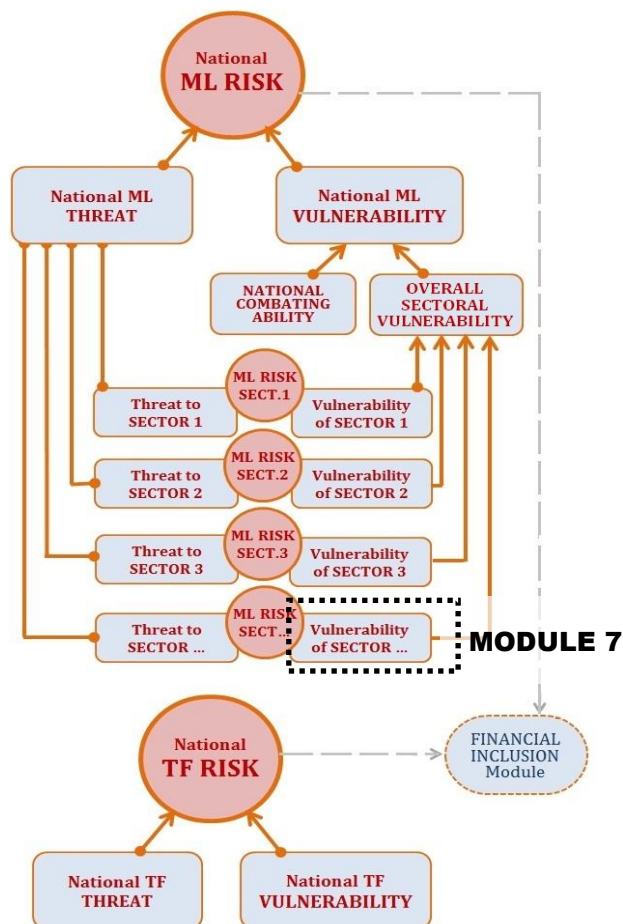 National
ML RISK
National ML
THREAT
National ML
VULNERABILITY
NATIONAL
COMBATING
ABILITY
OVERALL
SECTORAL
VULNERABILITY
ML RISK
SECT.1
Threat to
SECTOR 1
Vulnerability
of SECTOR 1
ML RISK
SECT.2
Threat to
SECTOR 2
Vulnerability
of SECTOR 2
ML RISK
SECT.3
Threat to
SECTOR 3
Vulnerability
of SECTOR 3
ML RISK
SECT...
Threat to
SECTOR ...
Vulnerability
of SECTOR ...
MODULE 7
National
TF RISK
FINANCIAL
INCLUSION
Module
National TF
THREAT
National TF
VULNERABILITY